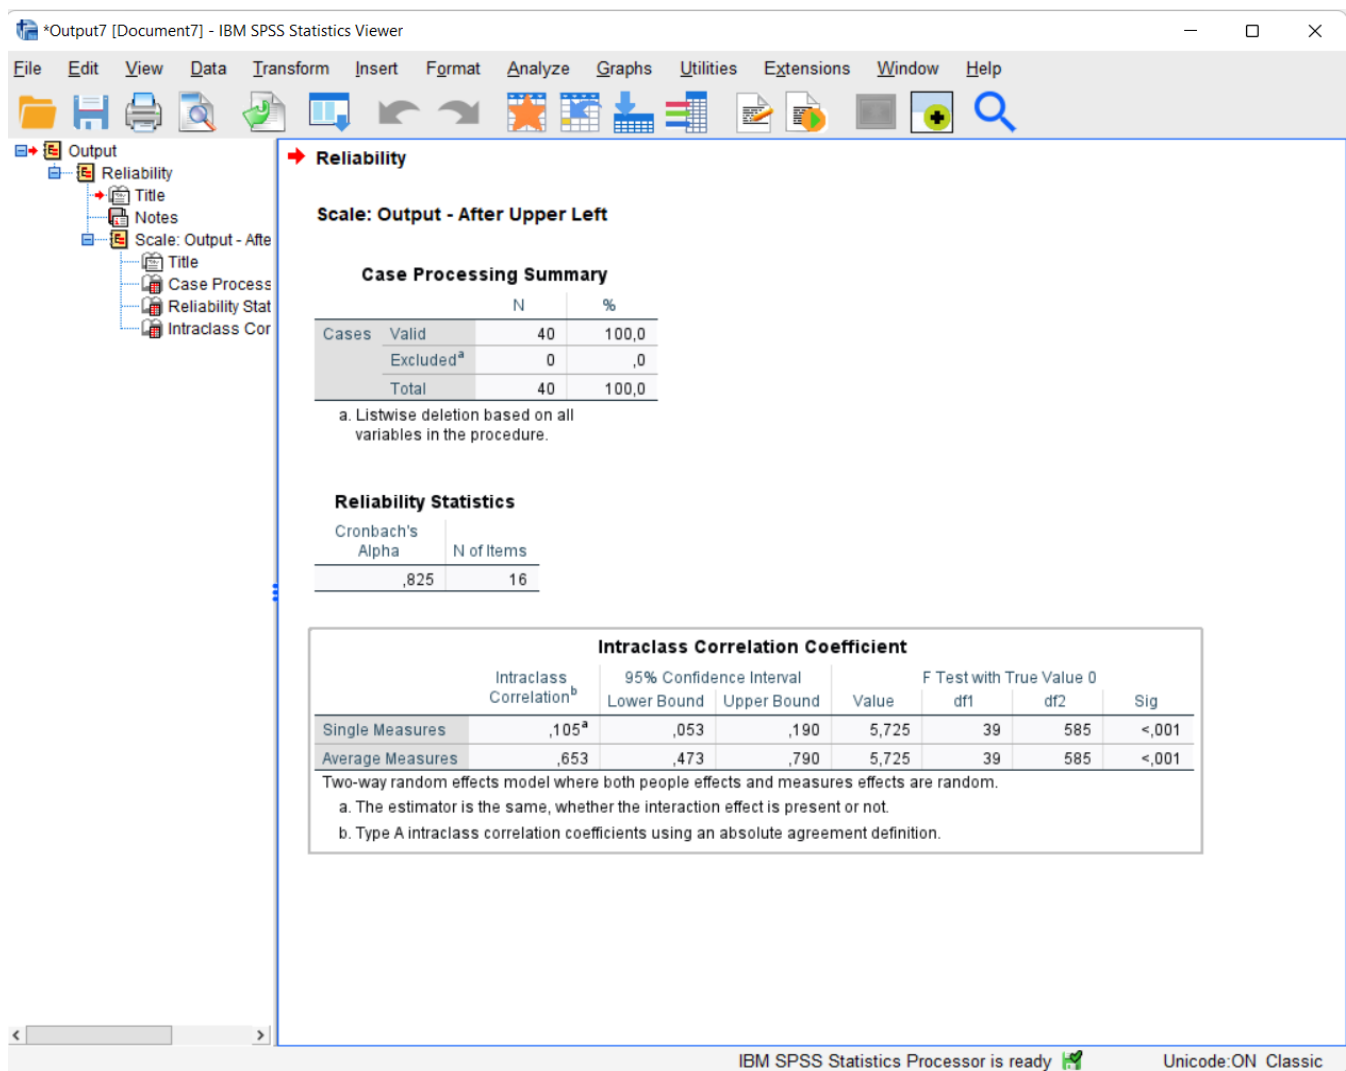 *Output7 [Document7] - IBM SPSS Statistics Viewer
File Edit View Data Transform Insert Format Analyze Graphs Utilities Extensions Window Help
Output
Reliability
Title
Notes
Scale: Output - Afte
Title
Case Process
Reliability Stat
Intraclass Cor
Reliability
Scale: Output - After Upper Left
Case Processing Summary
N %
Cases Valid 40 100,0
Excludedᵃ 0 ,0
Total 40 100,0
a. Listwise deletion based on all
variables in the procedure.
Reliability Statistics
Cronbach's
Alpha N of Items
,825 16
Intraclass Correlation Coefficient
Intraclass 95% Confidence Interval F Test with True Value 0
Correlationᵇ Lower Bound Upper Bound Value df1 df2 Sig
Single Measures ,105ᵃ ,053 ,190 5,725 39 585 <,001
Average Measures ,653 ,473 ,790 5,725 39 585 <,001
Two-way random effects model where both people effects and measures effects are random.
a. The estimator is the same, whether the interaction effect is present or not.
b. Type A intraclass correlation coefficients using an absolute agreement definition.
IBM SPSS Statistics Processor is ready Unicode:ON Classic